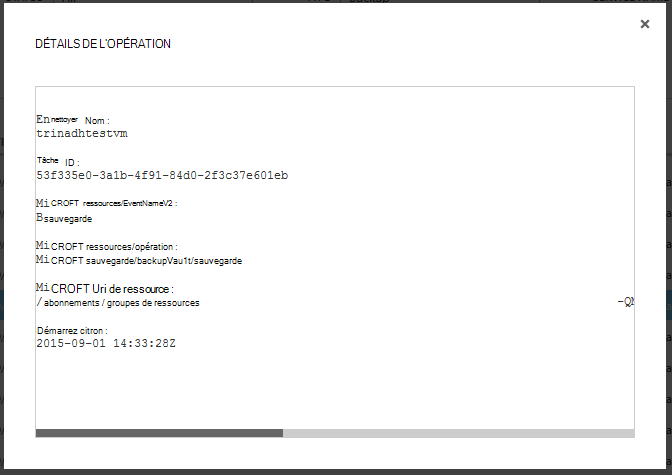 DÉTAILS DE L'OPÉRATION
En nettoyer Nom :
trinadhtestvm
Tâche ID :
53f335e0-3a1b-4f91-84d0-2f3c37e601eb
Mi CROFT ressources/EventNameV2 :
B sauvegarde
Mi CROFT ressources/opération :
Mi CROFT sauvegarde/backupVau1t/sauvegarde
Mi CROFT Uri de ressource :
/ abonnements / groupes de ressources
Démarrez citron :
2015-09-01 14:33:28Z